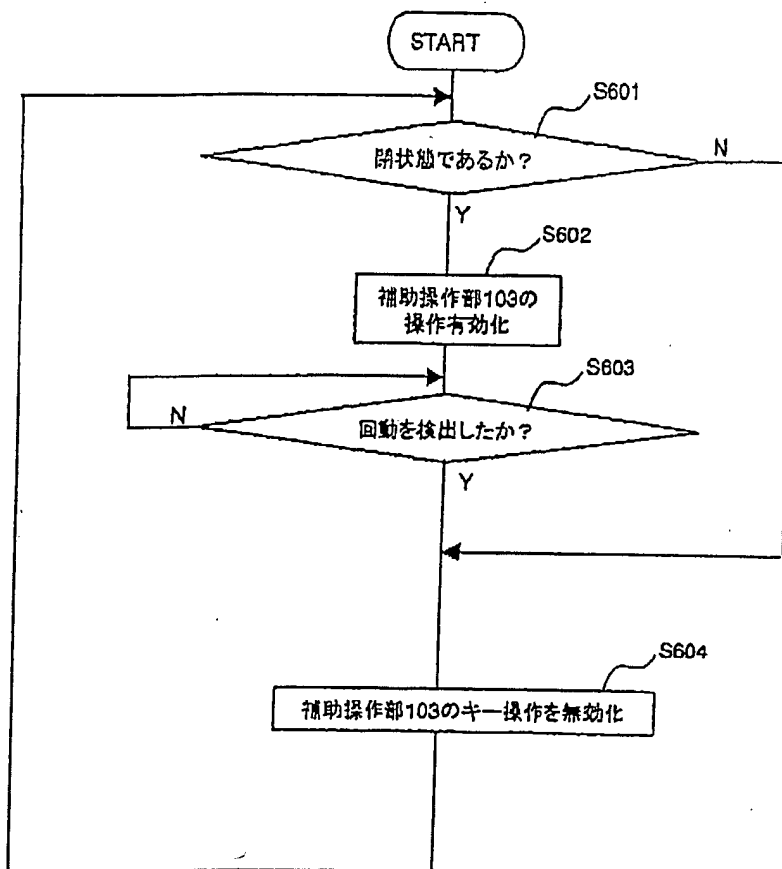 START
S601
閉状態であるか？
N
Y
S602
補助操作部103の
操作有効化
S603
回動を検出したか？
N
Y
S604
補助操作部103のキー操作を無効化